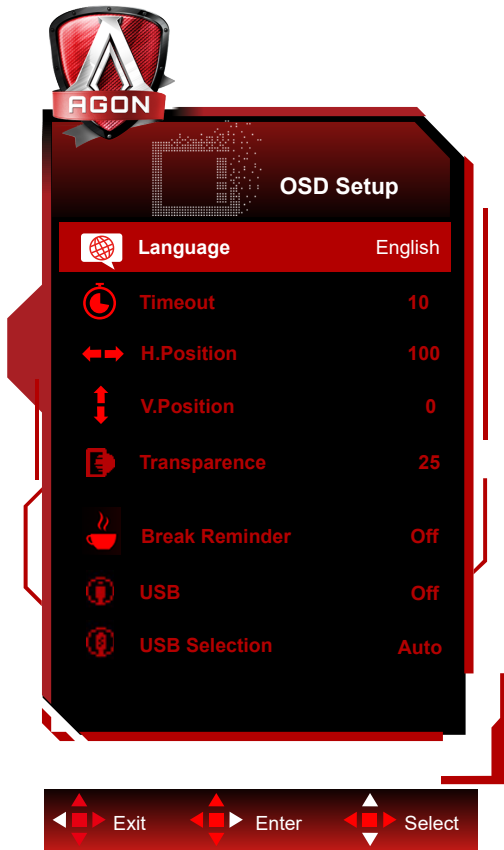 AGON
OSD Setup
Language English
Timeout 10
H.Position 100
V.Position 0
Transparence 25
Break Reminder Off
USB Off
USB Selection Auto
Exit Enter Select